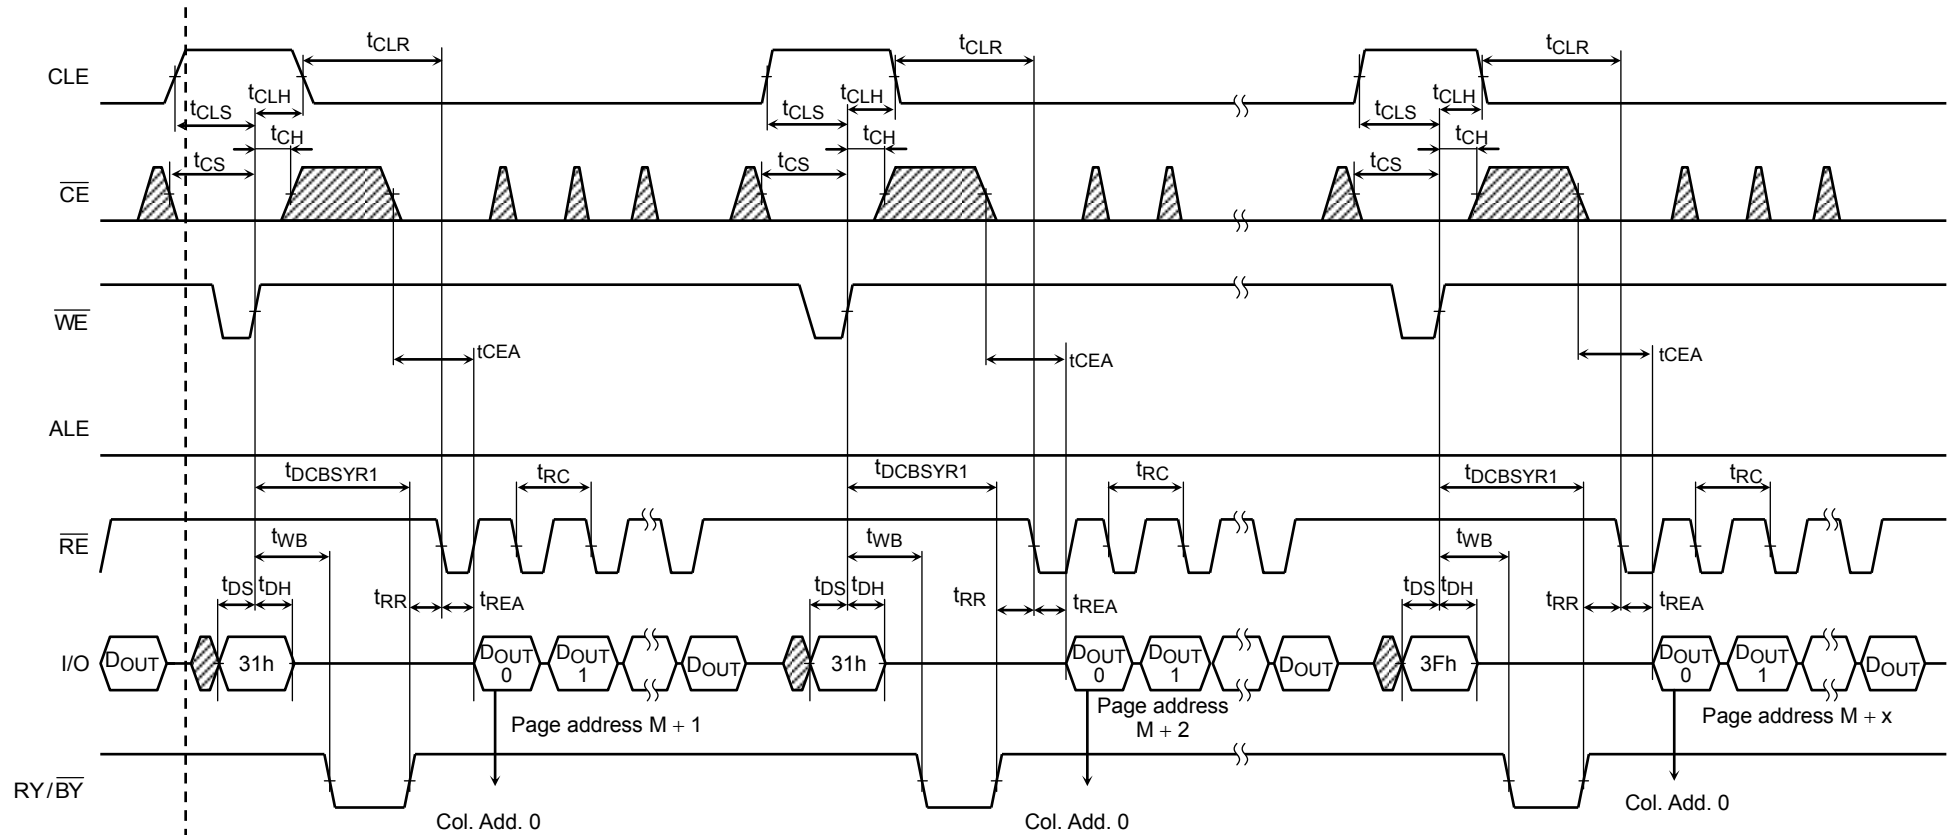 CLE
tCLR
tCLR
tCLR
tCLH
tCLH
tCLH
tCLS
tCLS
tCLS
tCH
tCH
tCH
CE
tCS
tCS
tCS
WE
tCEA
tCEA
tCEA
ALE
tDCBSYR1
tRC
tDCBSYR1
tRC
tDCBSYR1
tRC
RE
tWB
tWB
tWB
tDS
tDH
tRR
tREA
tDS
tDH
tRR
tREA
tDS
tDH
tRR
tREA
I/O
DOUT
31h
DOUT
0
DOUT
1
DOUT
31h
DOUT
0
DOUT
1
DOUT
3Fh
DOUT
0
DOUT
1
DOUT
Page address M + 1
Page address
M + 2
Page address M + x
RY/BY
Col. Add. 0
Col. Add. 0
Col. Add. 0